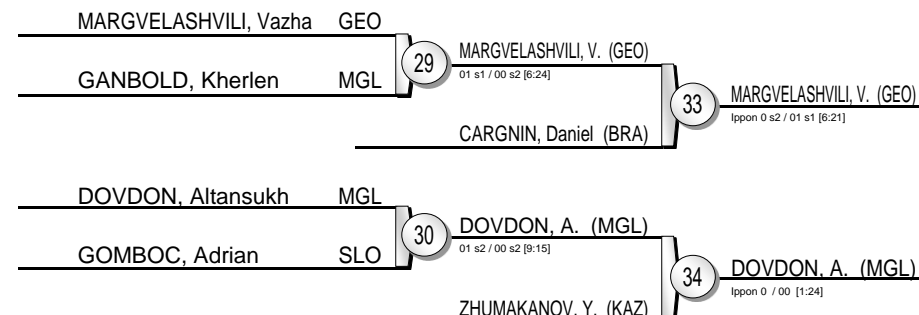 MARGVELASHVILI, Vazha GEO
29
MARGVELASHVILI, V. (GEO)
01 s1 / 00 s2 [6:24]
GANBOLD, Kherlen MGL
33
MARGVELASHVILI, V. (GEO)
Ippon 0 s2 / 01 s1 [6:21]
CARGNIN, Daniel (BRA)
DOVDON, Altansukh MGL
30
DOVDON, A. (MGL)
01 s2 / 00 s2 [9:15]
GOMBOC, Adrian SLO
34
DOVDON, A. (MGL)
Ippon 0 / 00 [1:24]
ZHUMAKANOV, Y. (KAZ)